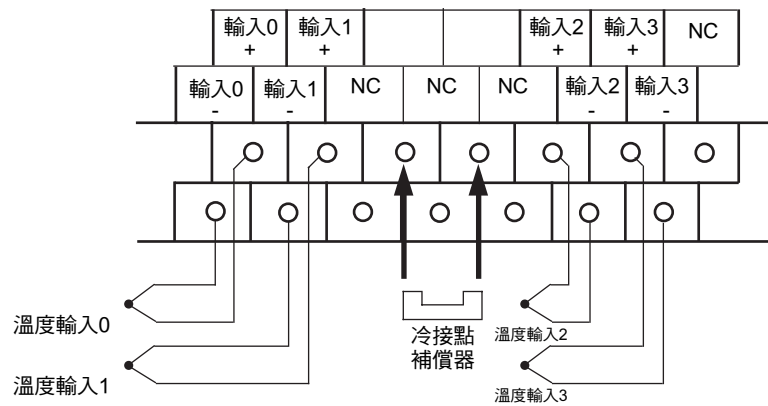 輸入0 輸入1 輸入2 輸入3 NC
+ + + +
輸入0 輸入1 NC NC NC 輸入2 輸入3
- - - -
溫度輸入0
溫度輸入1
冷接點
補償器
溫度輸入2
溫度輸入3